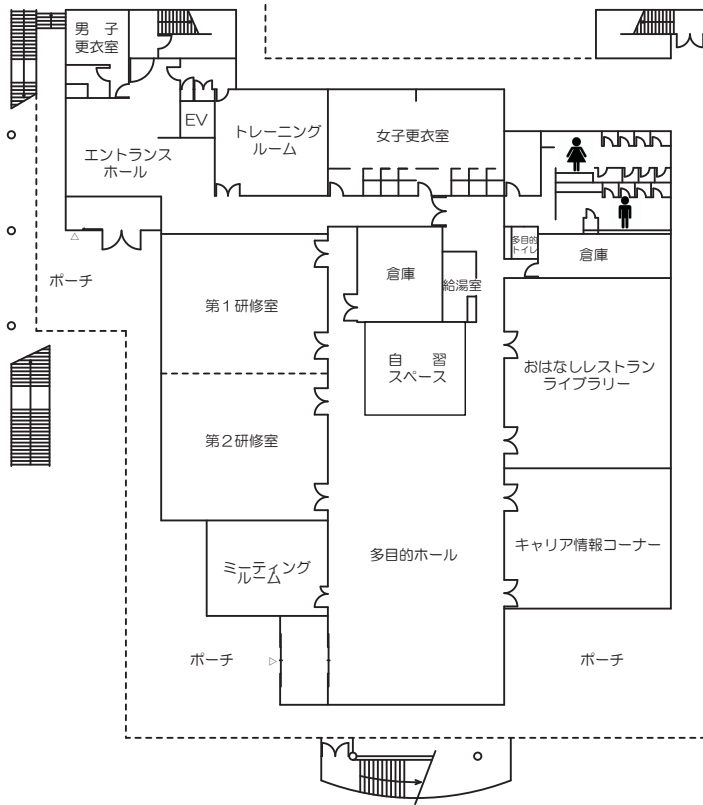 男　子
更衣室
EV
トレーニング
ルーム
女子更衣室
エントランス
ホール
多目的
トイレ
倉庫
ポーチ
第１研修室
倉庫
給湯室
自　習
スペース
おはなしレストラン
ライブラリー
第２研修室
ミーティング
ルーム
多目的ホール
キャリア情報コーナー
ポーチ
ポーチ